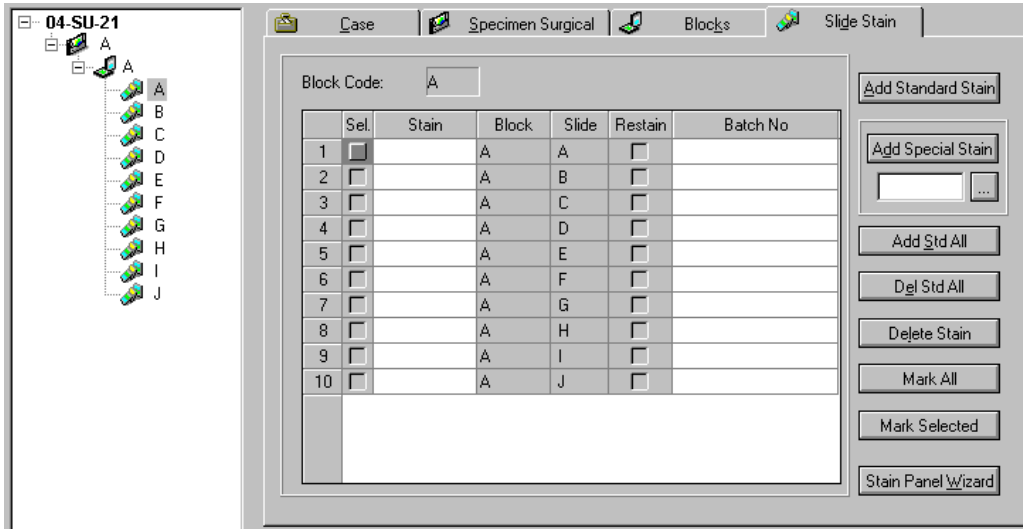 04-SU-21
A
A
A
B
C
D
E
F
G
H
I
J
Case Specimen Surgical Blocks Slide Stain
Block Code: A
Sel. Stain Block Slide Restain Batch No
1 A A
2 A B
3 A C
4 A D
5 A E
6 A F
7 A G
8 A H
9 A I
10 A J
Add Standard Stain
Add Special Stain
...
Add Std All
Del Std All
Delete Stain
Mark All
Mark Selected
Stain Panel Wizard